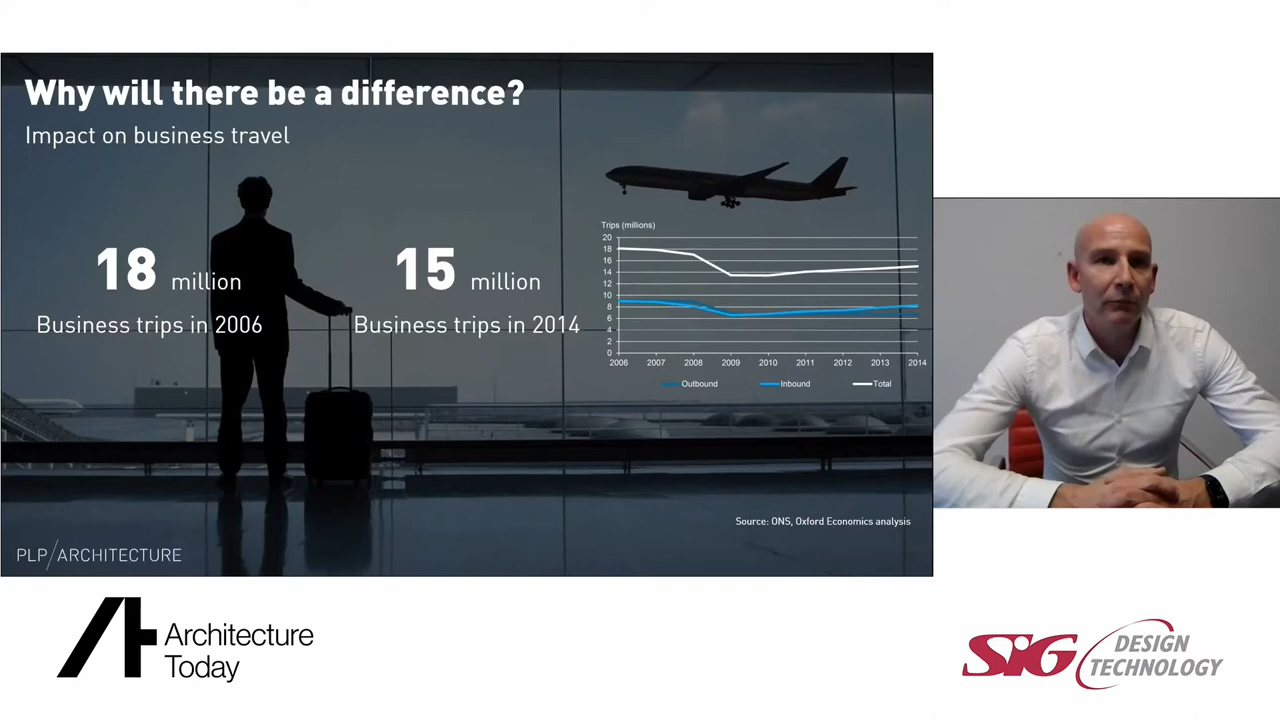 Why will there be a difference?
Impact on business travel
18 million
Business trips in 2006
15 million
Business trips in 2014
Trips (millions)
20
18
16
14
12
10
8
6
4
2
0
2006 2007 2008 2009 2010 2011 2012 2013 2014
Outbound Inbound Total
Source: ONS, Oxford Economics analysis
PLP/ARCHITECTURE
Architecture
Today
SIG
DESIGN
TECHNOLOGY